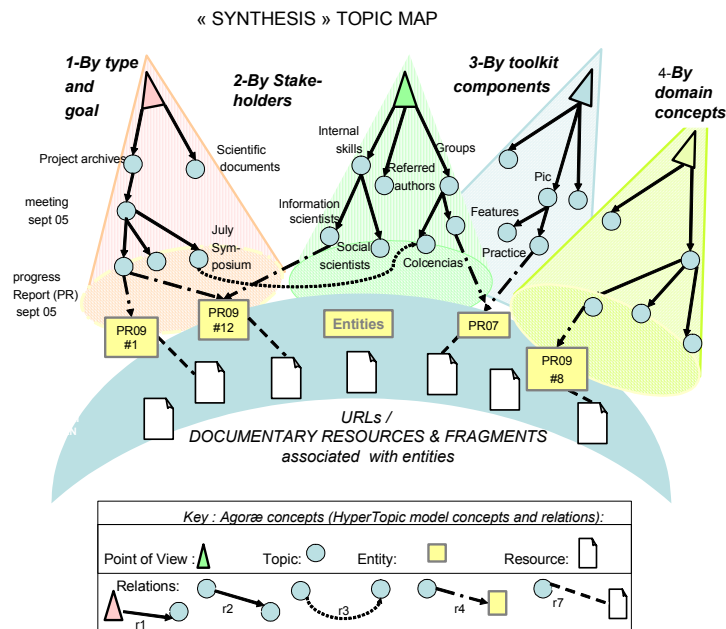 « SYNTHESIS » TOPIC MAP
1-By type
and
goal
2-By Stake-
holders
3-By toolkit
components
4-By
domain
concepts
Internal
skills
Groups
Project archives
Scientific
documents
Referred
authors
Pic
Information
scientists
Features
meeting
sept 05
July
Sym-
posium
Social
scientists
Colcencias
Practice
progress
Report (PR)
sept 05
PR09
#1
PR09
#12
Entities
PR07
PR09
#8
N
URLs /
DOCUMENTARY RESOURCES & FRAGMENTS
associated with entities
Key : Agoræ concepts (HyperTopic model concepts and relations):
Point of View :
Topic:
Entity:
Resource:
Relations:
r1
r2
r3
r4
r7